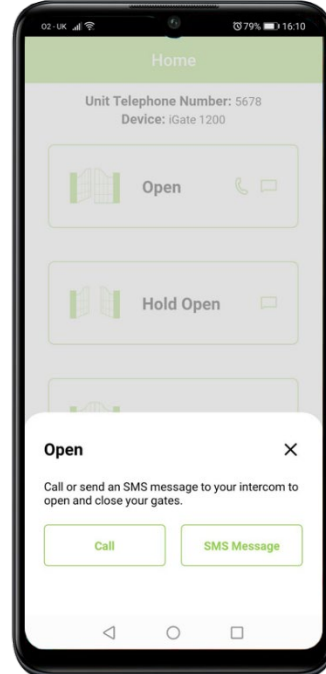 O2-UK
79% 16:10
Home
Unit Telephone Number: 5678
Device: iGate 1200
Open
Hold Open
Open
Call or send an SMS message to your intercom to
open and close your gates.
Call
SMS Message